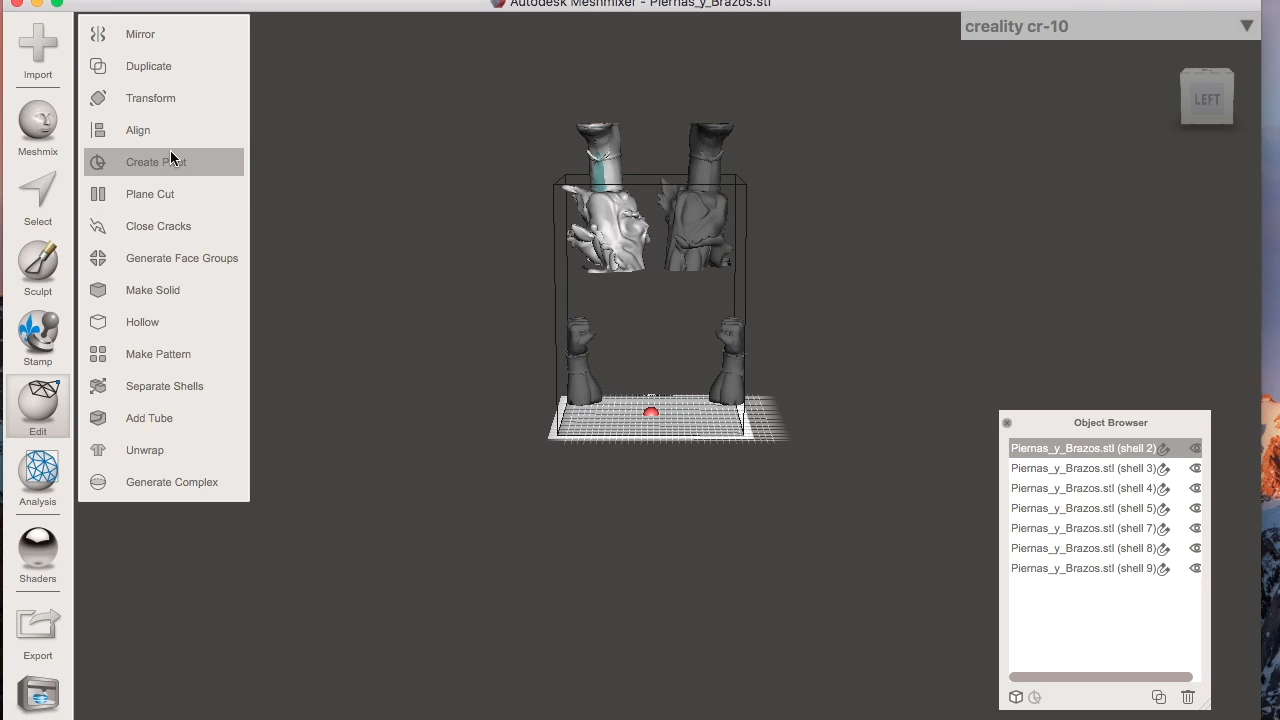 Autodesk Meshmixer - Piernas_y_Brazos.stl
creality cr-10
LEFT
Import
Meshmix
Select
Sculpt
Stamp
Edit
Analysis
Shaders
Export
Mirror
Duplicate
Transform
Align
Create Pivot
Plane Cut
Close Cracks
Generate Face Groups
Make Solid
Hollow
Make Pattern
Separate Shells
Add Tube
Unwrap
Generate Complex
Object Browser
Piernas_y_Brazos.stl (shell 2)
Piernas_y_Brazos.stl (shell 3)
Piernas_y_Brazos.stl (shell 4)
Piernas_y_Brazos.stl (shell 5)
Piernas_y_Brazos.stl (shell 7)
Piernas_y_Brazos.stl (shell 8)
Piernas_y_Brazos.stl (shell 9)